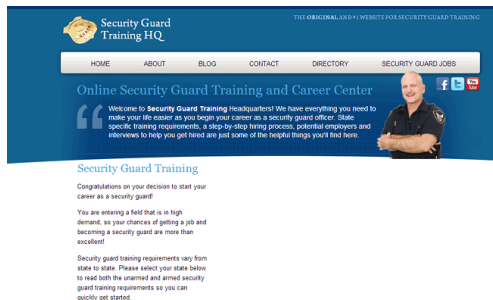 Security Guard
Training HQ
THE ORIGINAL AND #1 WEBSITE FOR SECURITY GUARD TRAINING
HOME ABOUT BLOG CONTACT DIRECTORY SECURITY GUARD JOBS
Online Security Guard Training and Career Center
Welcome to Security Guard Training Headquarters! We have everything you need to
make your life easier as you begin your career as a security guard officer. State
specific training requirements, a step-by-step hiring process, potential employers and
interviews to help you get hired are just some of the helpful things you'll find here.
Security Guard Training
Congratulations on your decision to start your
career as a security guard!
You are entering a field that is in high
demand, so your chances of getting a job and
becoming a security guard are more than
excellent!
Security guard training requirements vary from
state to state. Please select your state below
to read both the unarmed and armed security
guard training requirements so you can
quickly get started.